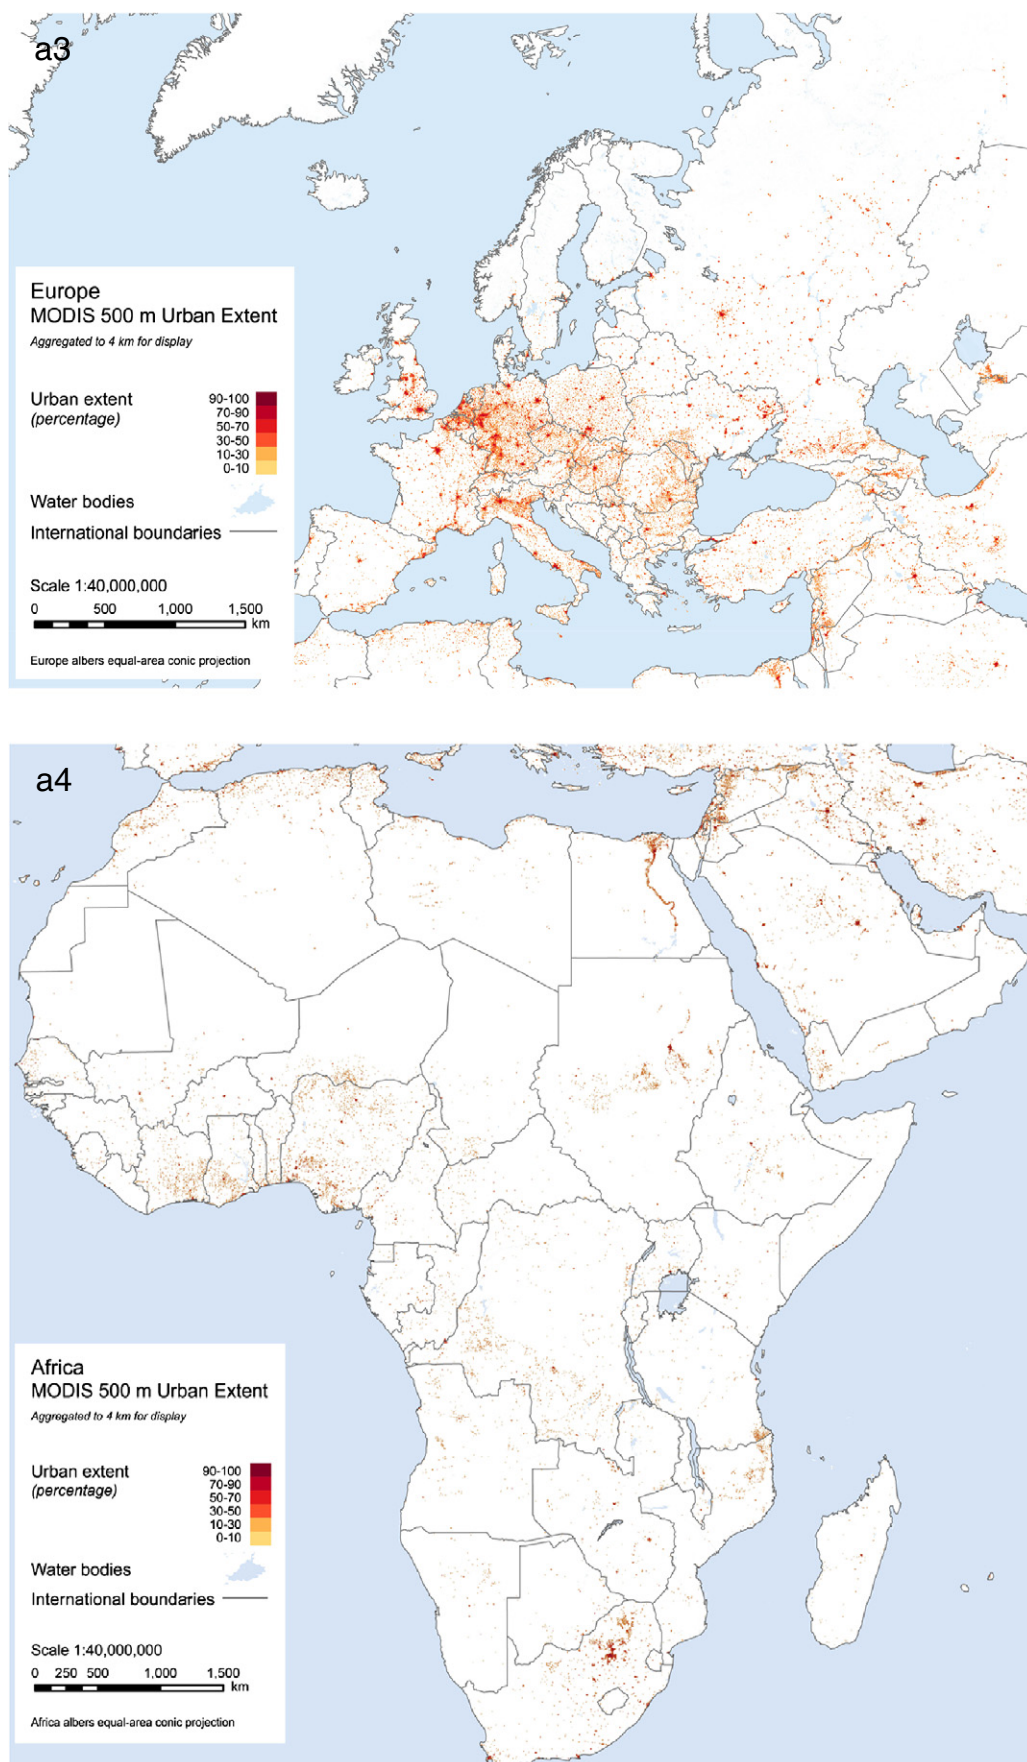 a3
Europe
MODIS 500 m Urban Extent
Aggregated to 4 km for display
Urban extent
(percentage)
90-100
70-90
50-70
30-50
10-30
0-10
Water bodies
International boundaries
Scale 1:40,000,000
0 500 1,000 1,500
km
Europe albers equal-area conic projection
a4
Africa
MODIS 500 m Urban Extent
Aggregated to 4 km for display
Urban extent
(percentage)
90-100
70-90
50-70
30-50
10-30
0-10
Water bodies
International boundaries
Scale 1:40,000,000
0 250 500 1,000 1,500
km
Africa albers equal-area conic projection